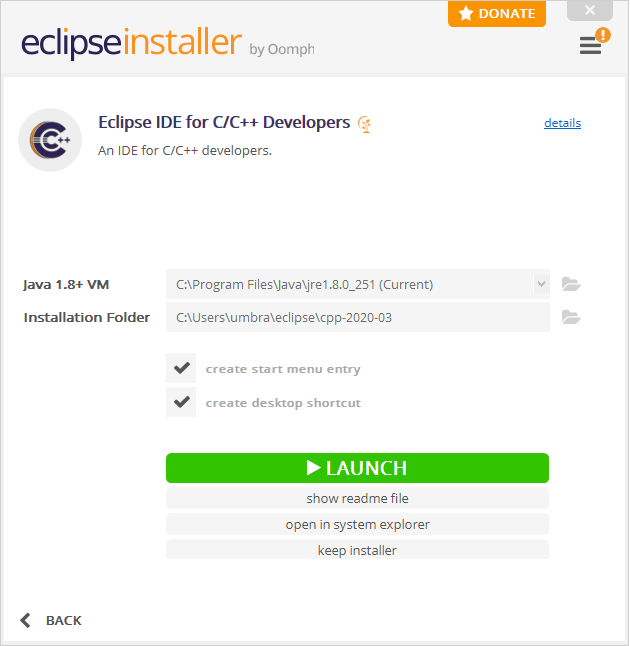 DONATE
eclipseinstaller by Oomph
!
Eclipse IDE for C/C++ Developers
details
An IDE for C/C++ developers.
C++
Java 1.8+ VM
C:\Program Files\Java\jre1.8.0_251 (Current)
Installation Folder
C:\Users\umbra\eclipse\cpp-2020-03
create start menu entry
create desktop shortcut
LAUNCH
show readme file
open in system explorer
keep installer
BACK